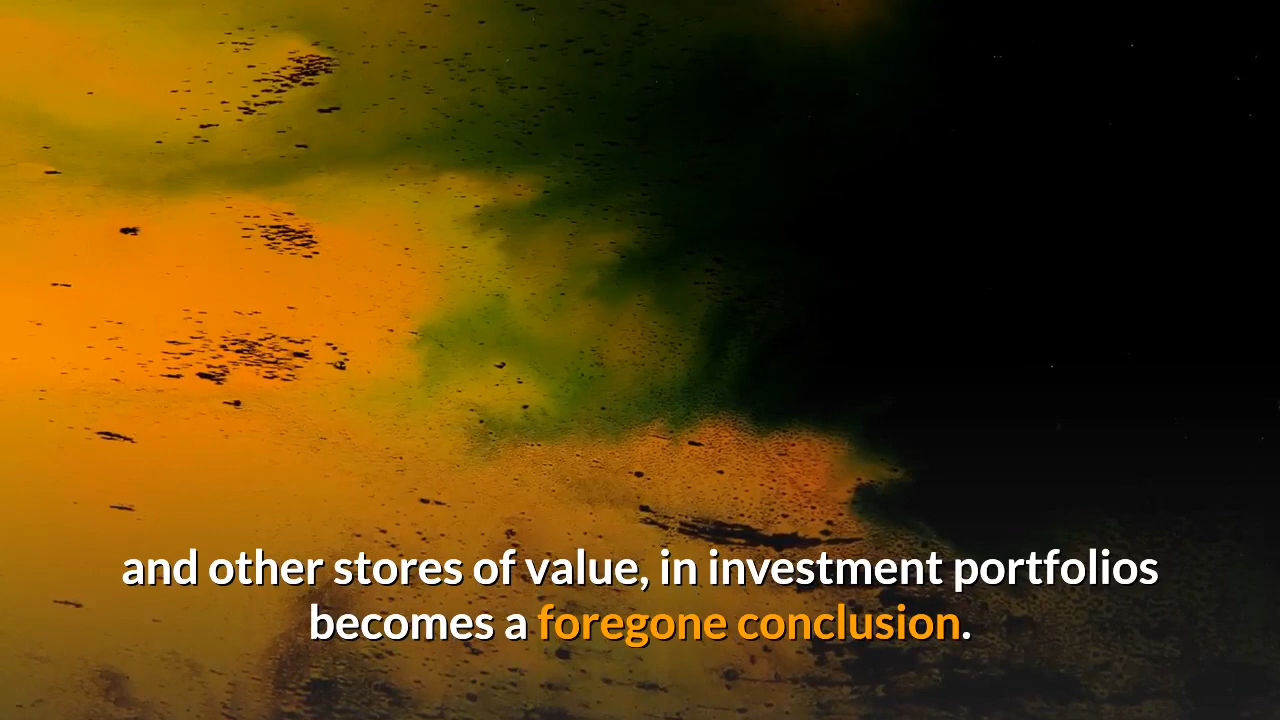 and other stores of value, in investment portfolios
becomes a foregone conclusion.